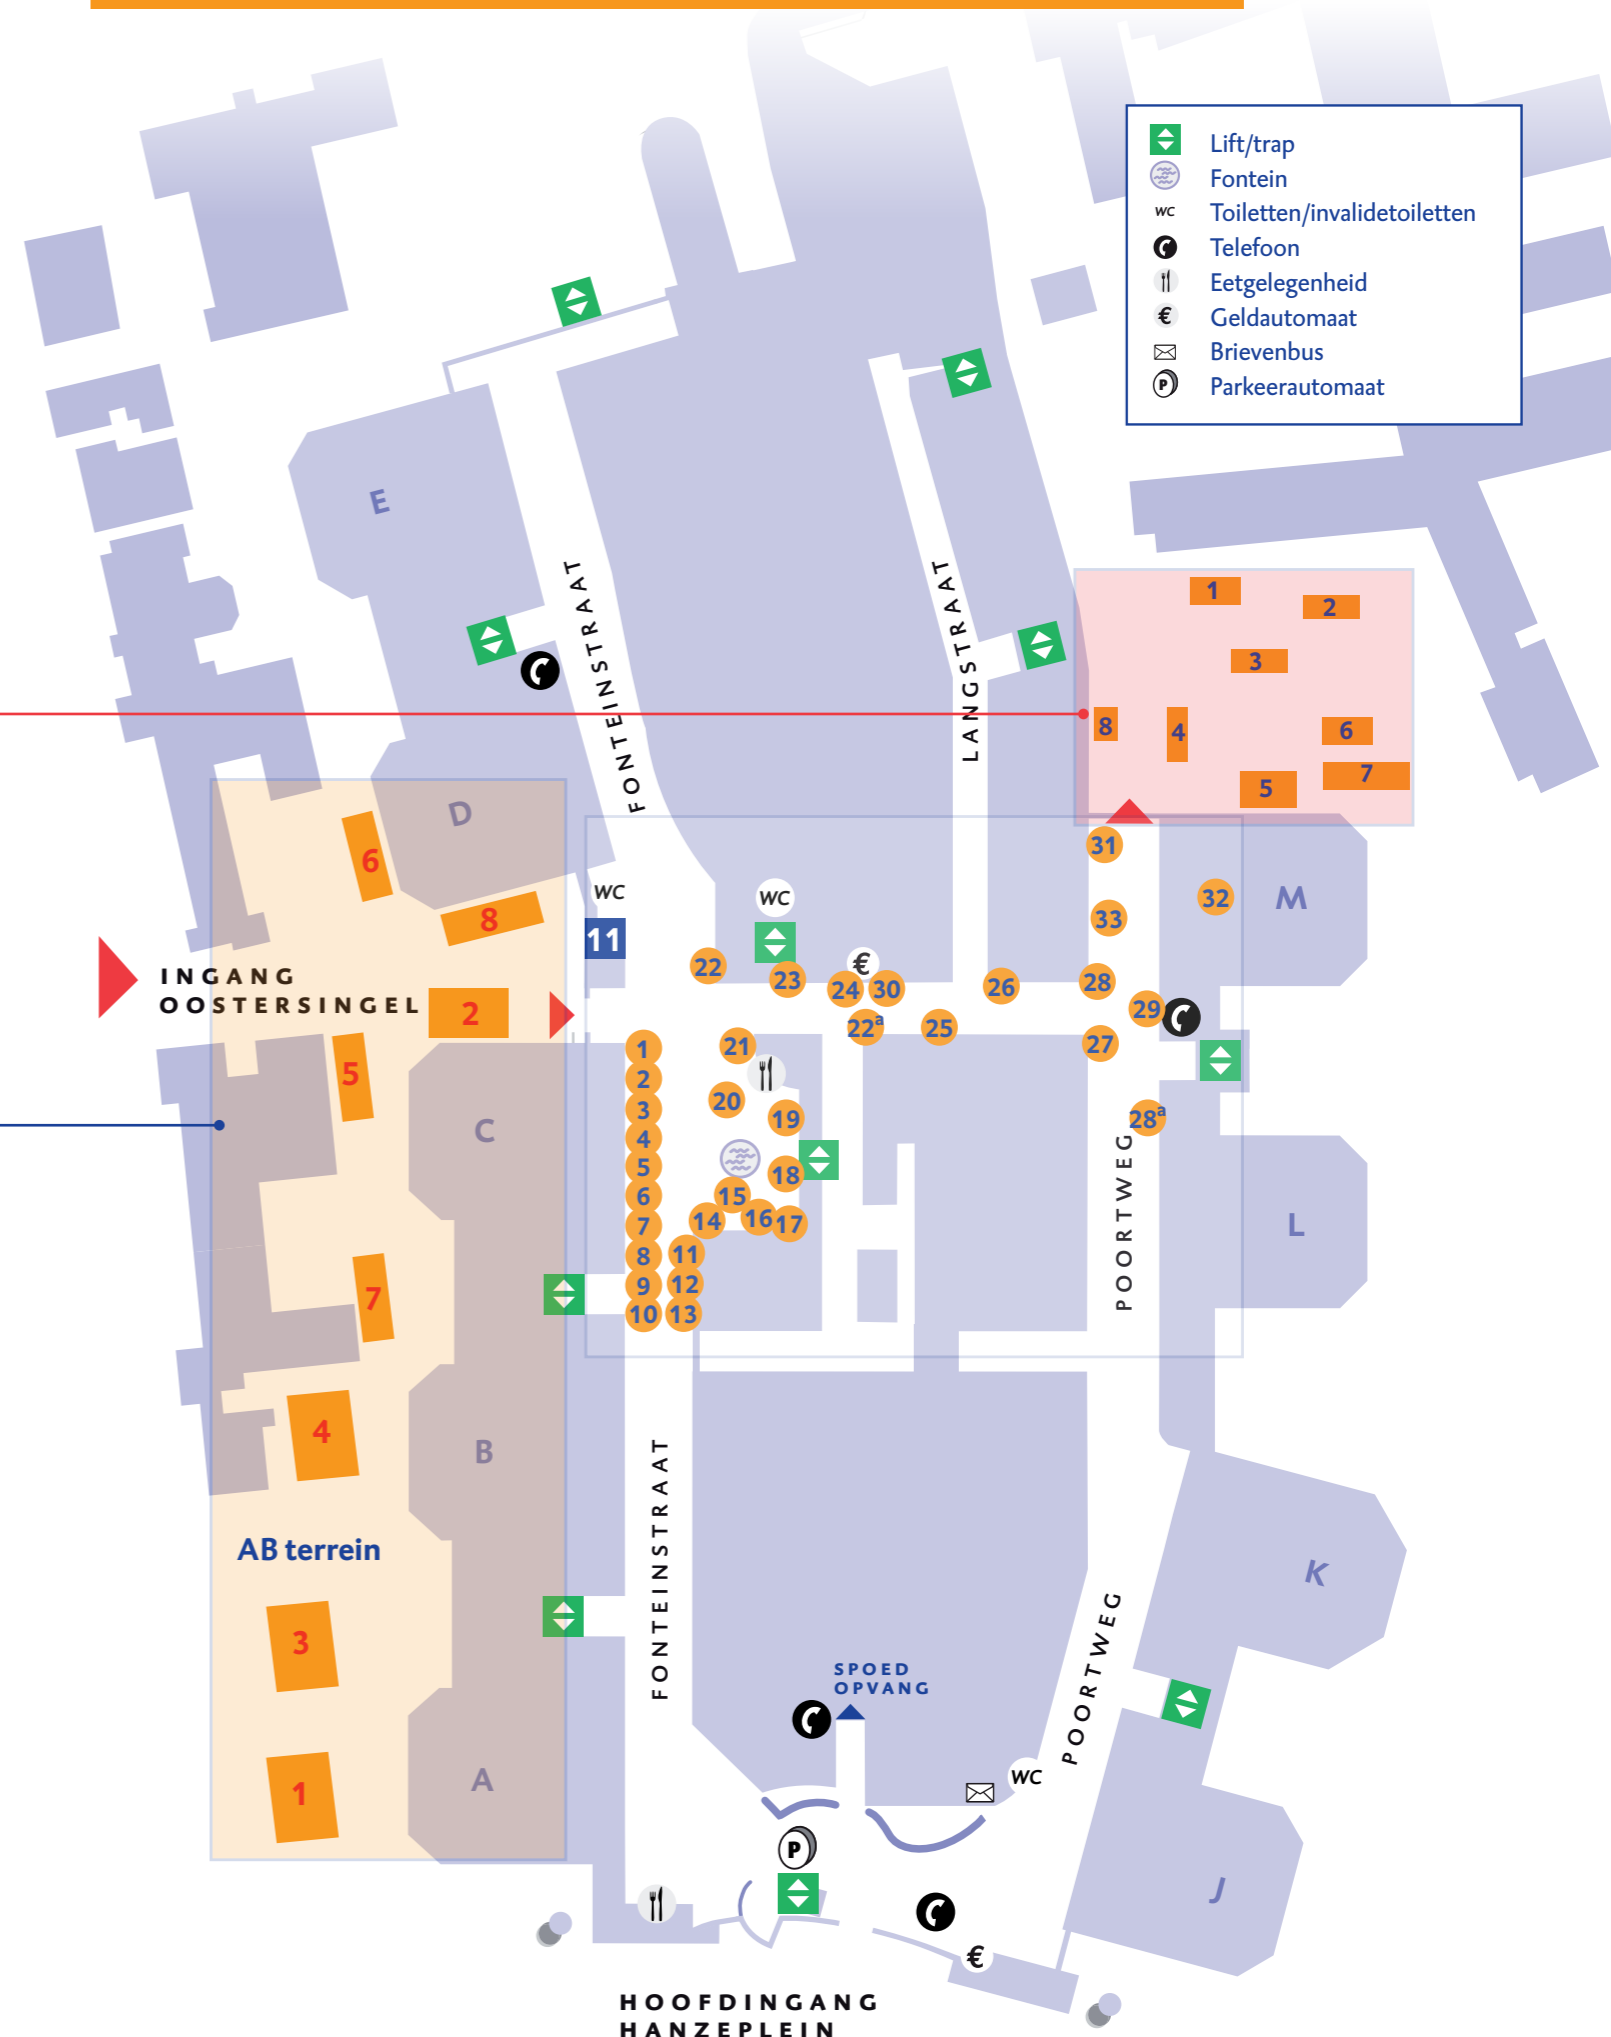 Lift/trap
Fontein
WC Toiletten/invalidetoiletten
Telefoon
Eetgelegenheid
€ Geldautomaat
Brievenbus
P Parkeerautomaat
E
FONTEINSTRAAT
LANGSTRAAT
1
2
3
8
4
6
7
5
D
6
8
WC
11
WC
31
33
32
M
INGANG
OOSTERSINGEL
2
22
23
€
24
30
22a
25
26
28
29
27
28a
5
C
7
1
2
3
4
5
6
7
8
9
10
21
20
19
18
15
14
16
17
11
12
13
POORTWEG
L
4
B
AB terrein
3
1
A
FONTEINSTRAAT
SPOED
OPVANG
POORTWEG
K
WC
P
J
€
HOOFDINGANG
HANZEPLEIN